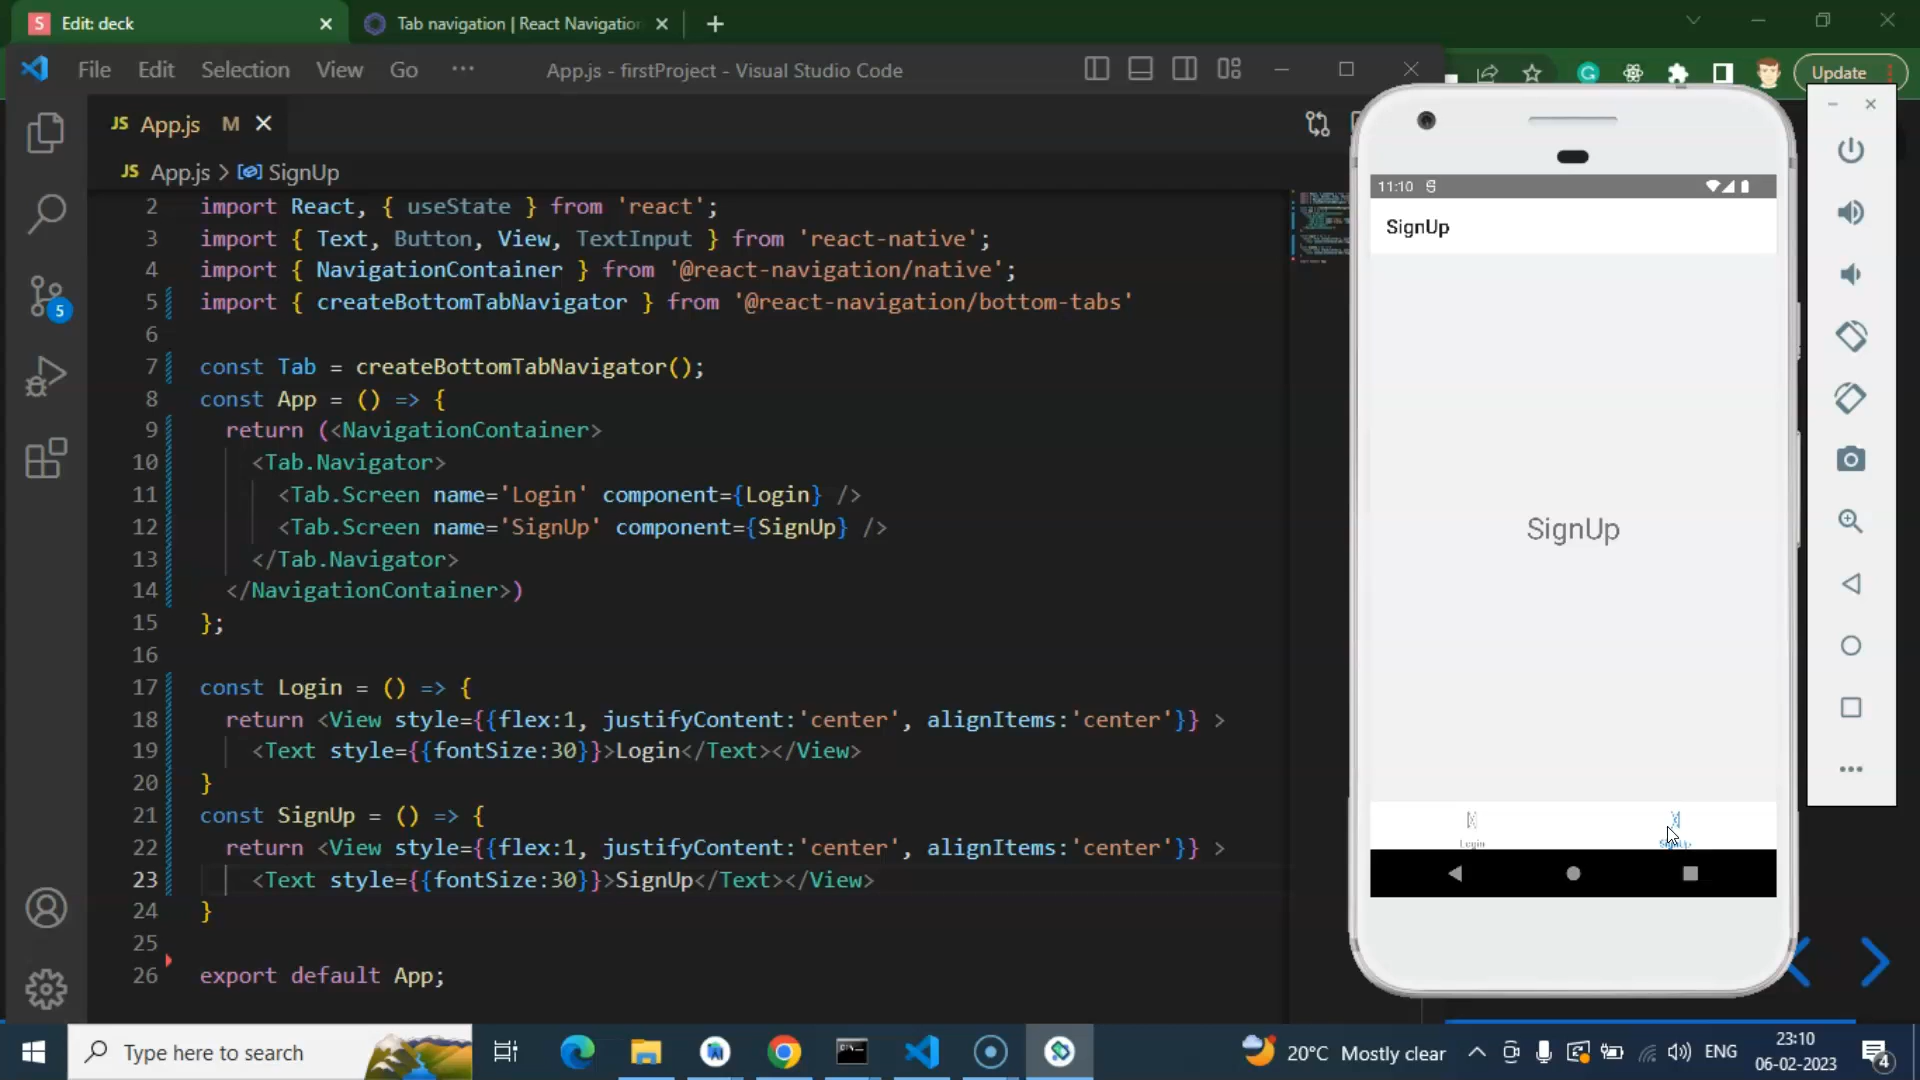 Edit: deck
Tab navigation | React Navigation
File Edit Selection View Go ··· App.js - firstProject - Visual Studio Code
Update
JS App.js M
JS App.js > SignUp
2 import React, { useState } from 'react';
3 import { Text, Button, View, TextInput } from 'react-native';
4 import { NavigationContainer } from '@react-navigation/native';
5 import { createBottomTabNavigator } from '@react-navigation/bottom-tabs'
6
7 const Tab = createBottomTabNavigator();
8 const App = () => {
9 return (<NavigationContainer>
10 <Tab.Navigator>
11 <Tab.Screen name='Login' component={Login} />
12 <Tab.Screen name='SignUp' component={SignUp} />
13 </Tab.Navigator>
14 </NavigationContainer>)
15 };
16
17 const Login = () => {
18 return <View style={{flex:1, justifyContent:'center', alignItems:'center'}} >
19 <Text style={{fontSize:30}}>Login</Text></View>
20 }
21 const SignUp = () => {
22 return <View style={{flex:1, justifyContent:'center', alignItems:'center'}} >
23 <Text style={{fontSize:30}}>SignUp</Text></View>
24 }
25
26 export default App;
5
11:10
SignUp
SignUp
Login
SignUp
Type here to search
20°C Mostly clear
ENG
23:10
06-02-2023
4